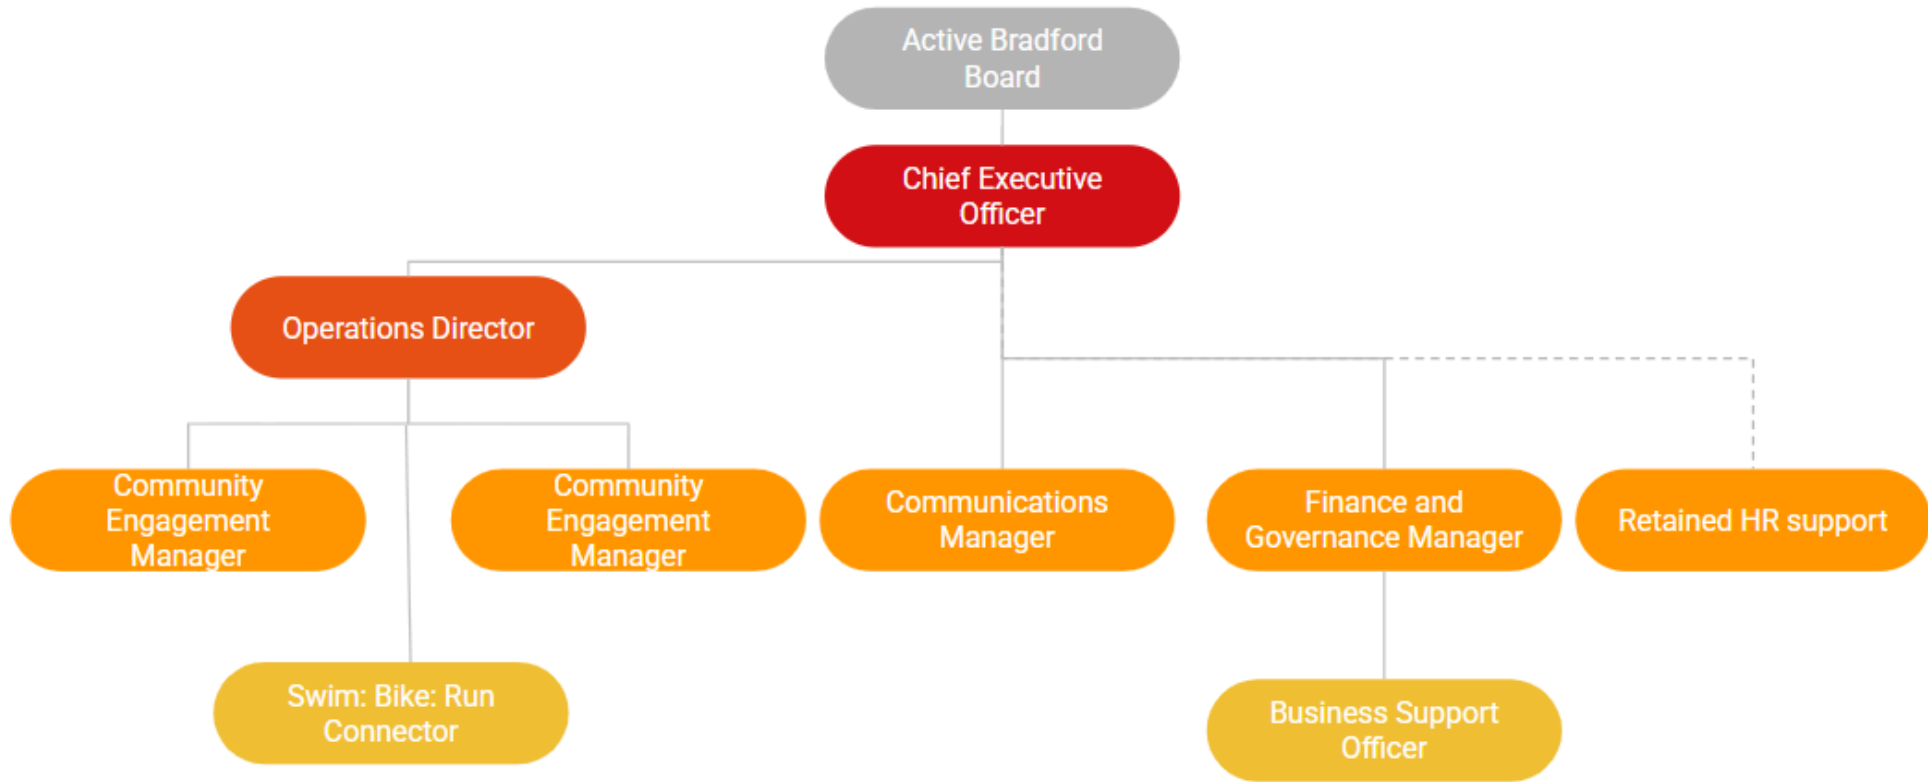 Active Bradford
Board
Chief Executive
Officer
Operations Director
Community
Engagement
Manager
Community
Engagement
Manager
Communications
Manager
Finance and
Governance Manager
Retained HR support
Swim: Bike: Run
Connector
Business Support
Officer